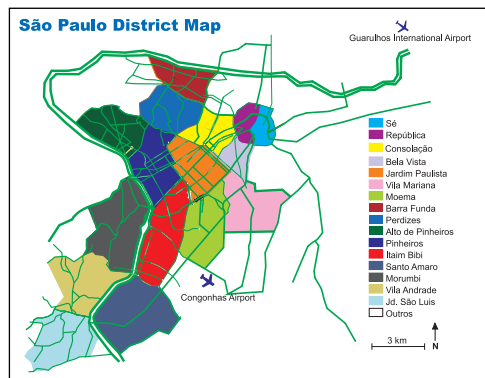 São Paulo District Map
Guarulhos International Airport
Sé
República
Consolação
Bela Vista
Jardim Paulista
Vila Mariana
Moema
Barra Funda
Perdizes
Alto de Pinheiros
Pinheiros
Itaim Bibi
Santo Amaro
Morumbi
Vila Andrade
Jd. São Luis
Outros
Congonhas Airport
3 km
N